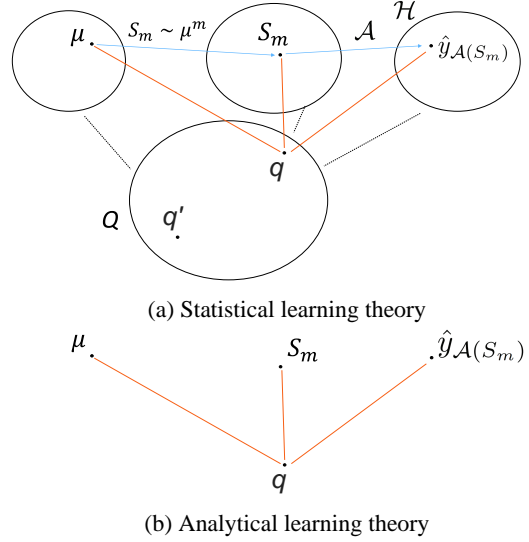 μ S_m ~ μ^m S_m 𝒜 ℋ ŷ_{𝒜(S_m)}
q
Q q'
(a) Statistical learning theory
μ S_m ŷ_{𝒜(S_m)}
q
(b) Analytical learning theory